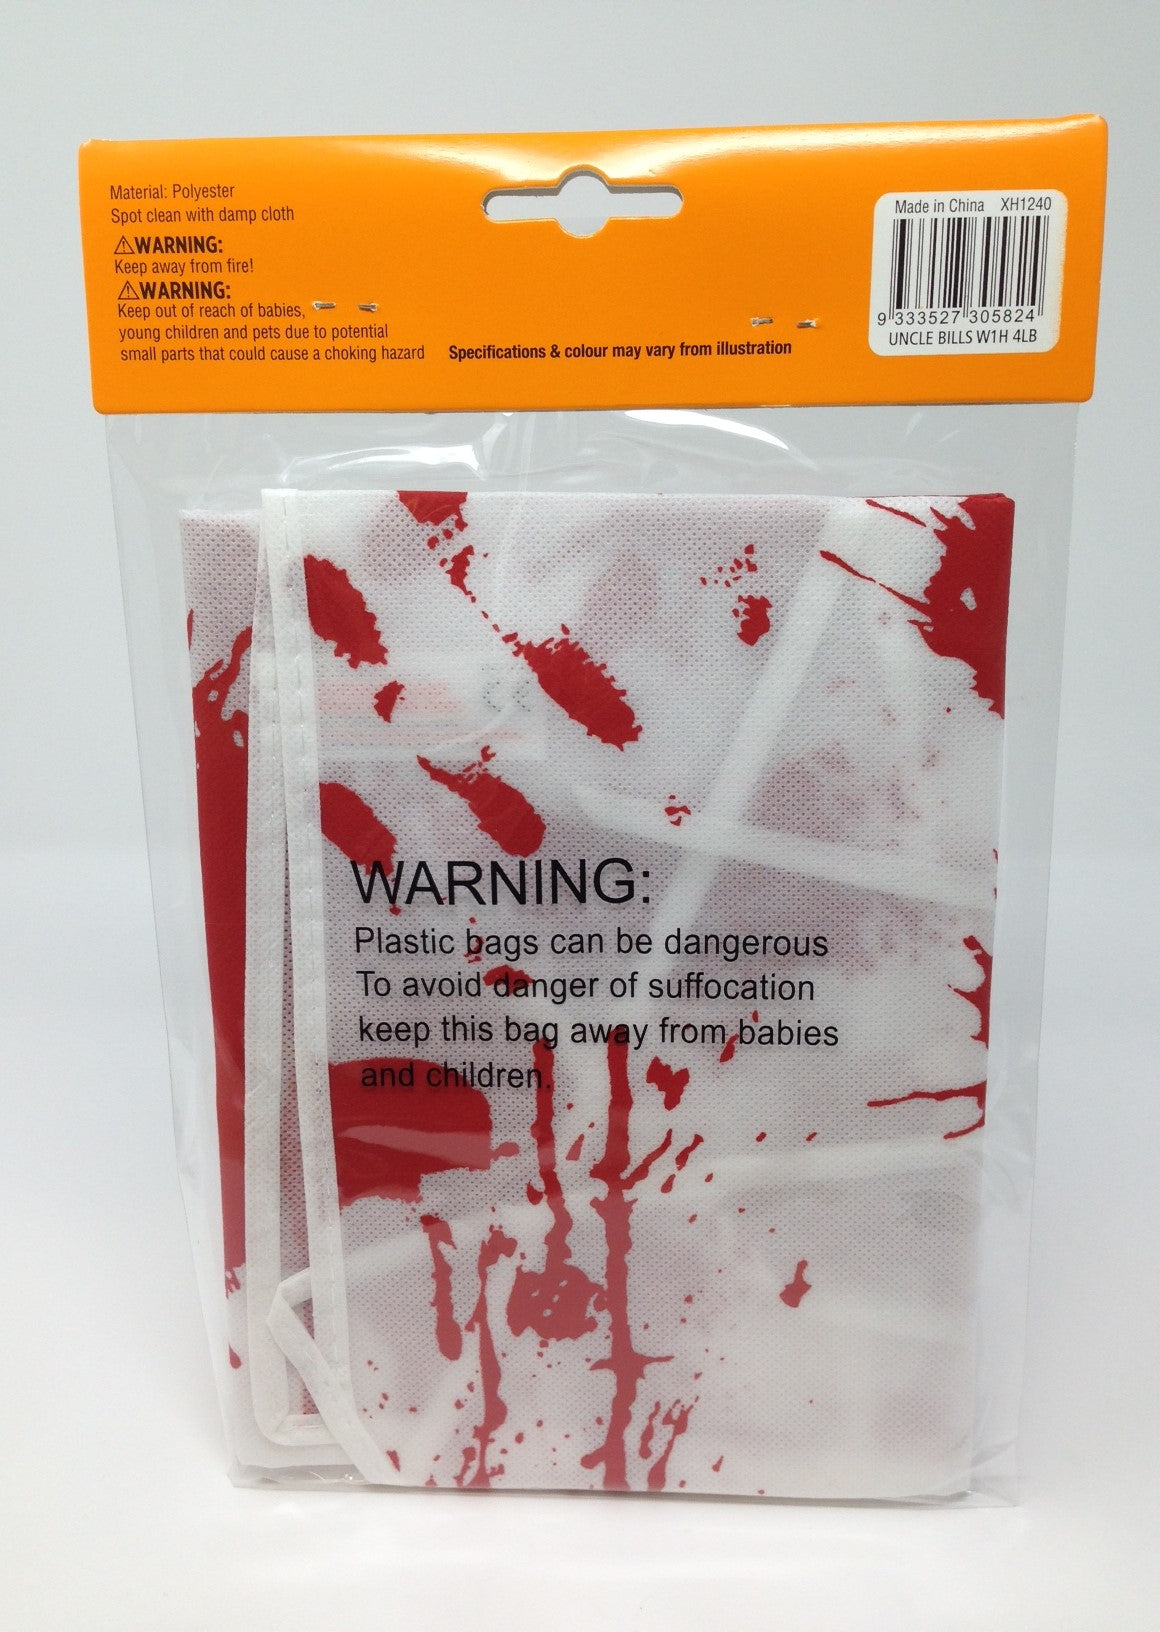 Material: Polyester
Spot clean with damp cloth
⚠WARNING:
Keep away from fire!
⚠WARNING:
Keep out of reach of babies,
young children and pets due to potential
small parts that could cause a choking hazard
Specifications & colour may vary from illustration
Made in China XH1240
9 333527 305824
UNCLE BILLS W1H 4LB
WARNING:
Plastic bags can be dangerous
To avoid danger of suffocation
keep this bag away from babies
and children.